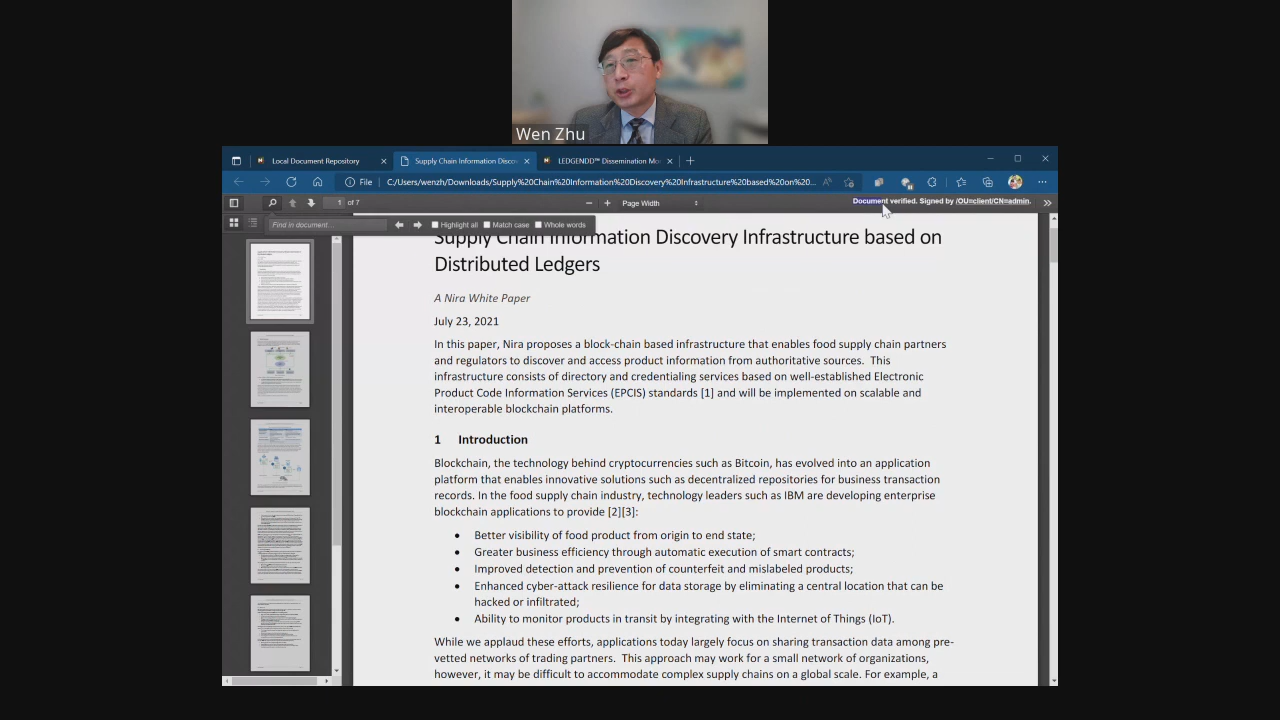 Wen Zhu
Local Document Repository
Supply Chain Information Disco
LEDGENDD™ Dissemination Mo
File
C:/Users/wenzh/Downloads/Supply%20Chain%20Information%20Discovery%20Infrastructure%20based%20on%20...
1 of 7
Page Width
Document verified. Signed by /OU=client/CN=admin.
Find in document...
Highlight all
Match case
Whole words
Supply Chain Information Discovery Infrastructure based on
Distributed Ledgers
A Nira White Paper
July 23, 2021
In this paper, Nira proposes a block-chain based infrastructure that enables food supply chain partners
and regulators to discover and access product information from authoritative sources. This
infrastructure consists of directory and credentialing services based on well-established Electronic
Product Code Information Services (EPCIS) standards [1] and will be implemented on scalable and
interoperable blockchain platforms.
1 Introduction
Blockchain, the technology behind cryptocurrencies such as Bitcoin, has evolved into an application
platform that enables innovative solutions such as decentralized repositories for business transaction
records. In the food supply chain industry, technology leaders such as IBM are developing enterprise
blockchain applications to provide [2][3]:
• Better visibility of food product from origin to end state;
• Greater business efficiency through automatic execution of smart contracts;
• Improved detection and prevention of counterfeit and mislabeled products;
• Enhanced cyber-attack resilience for data storage by eliminating a central location that can be
hacked or infiltrated;
• Ability to monitor products in transit by integrating with the Internet of Things (IoT).
While we applaud these efforts, applications today largely focus on sharing transaction data among pre-
vetted networks of trading partners. This approach may work for a small network of organizations,
however, it may be difficult to accommodate complex supply chains on a global scale. For example, a